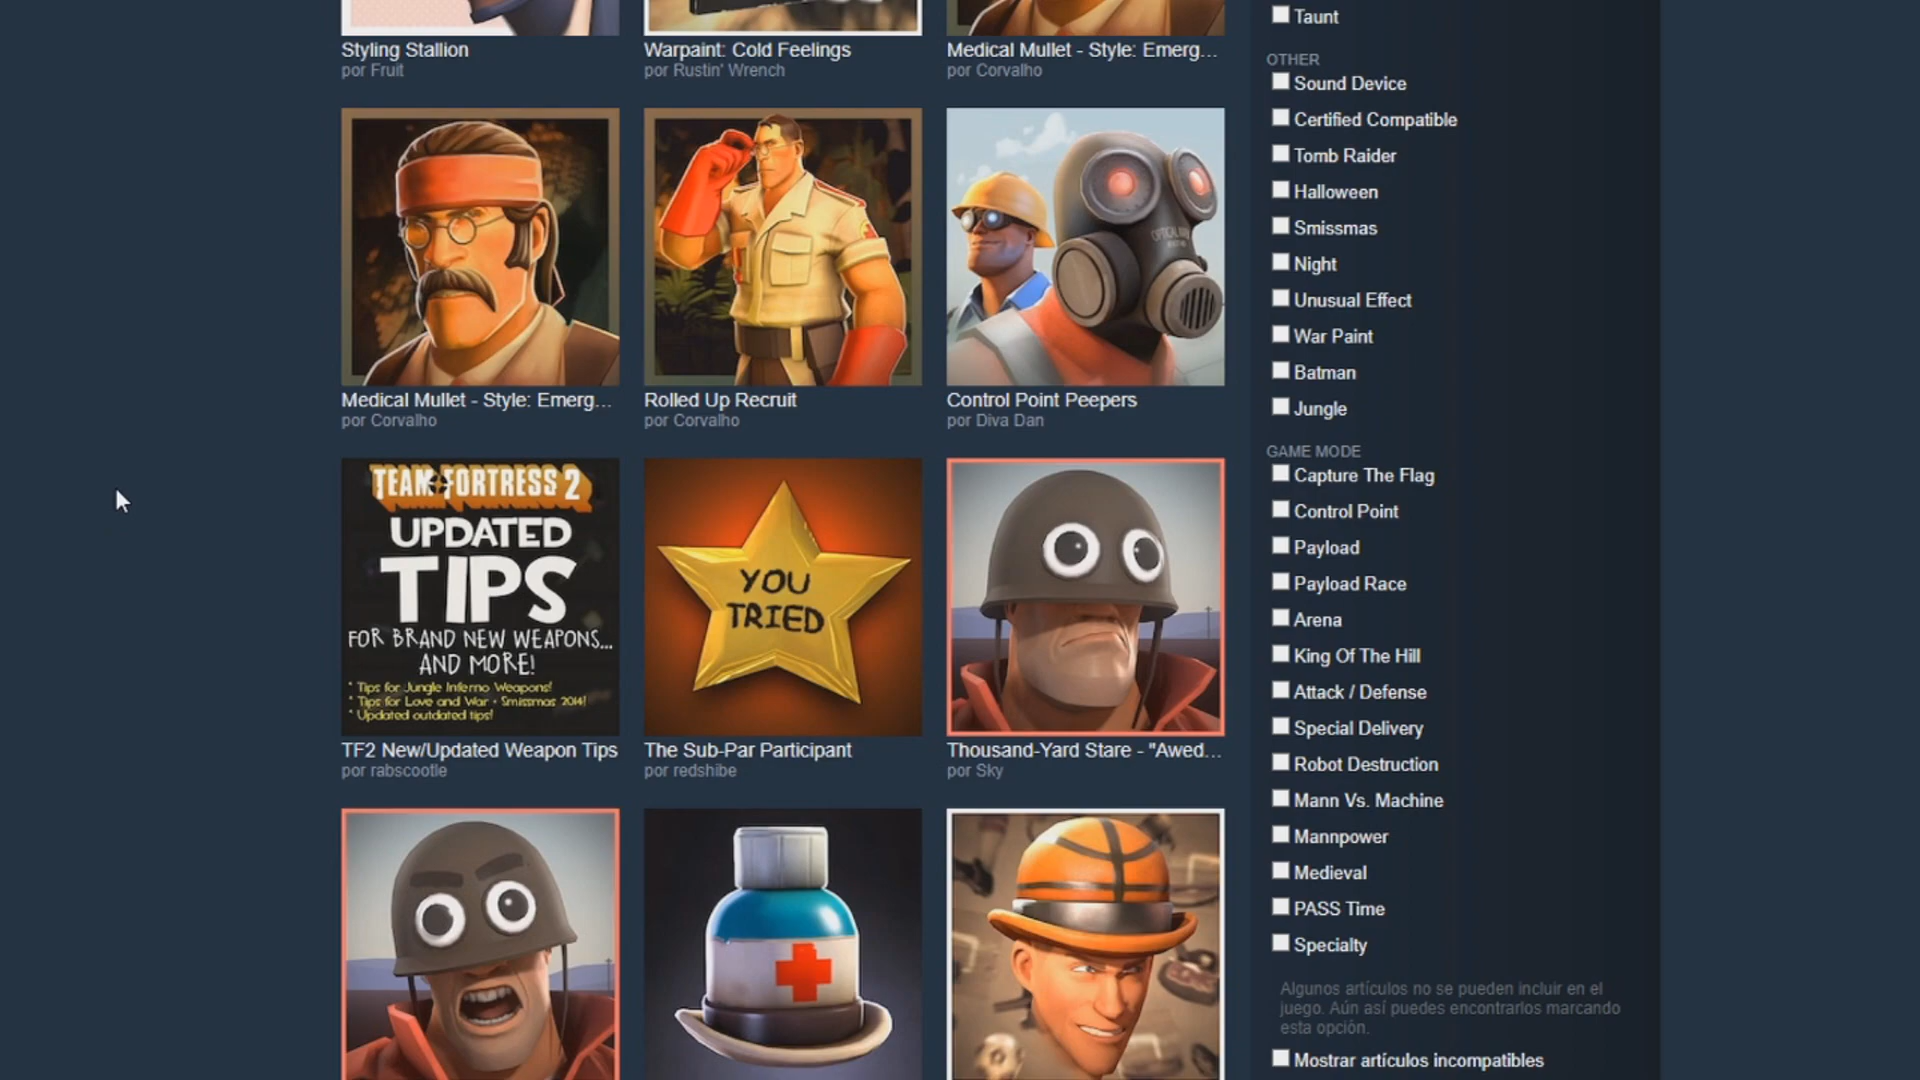 Styling Stallion
por Fruit
Warpaint: Cold Feelings
por Rustin' Wrench
Medical Mullet - Style: Emerg...
por Corvalho
Medical Mullet - Style: Emerg...
por Corvalho
Rolled Up Recruit
por Corvalho
Control Point Peepers
por Diva Dan
TEAM FORTRESS 2
UPDATED
TIPS
FOR BRAND NEW WEAPONS...
AND MORE!
* Tips for Jungle Inferno Weapons!
* Tips for Love and War + Smissmas 2014!
* Updated outdated tips!
TF2 New/Updated Weapon Tips
por rabscootle
YOU
TRIED
The Sub-Par Participant
por redshibe
Thousand-Yard Stare - "Awed...
por Sky
Taunt
OTHER
Sound Device
Certified Compatible
Tomb Raider
Halloween
Smissmas
Night
Unusual Effect
War Paint
Batman
Jungle
GAME MODE
Capture The Flag
Control Point
Payload
Payload Race
Arena
King Of The Hill
Attack / Defense
Special Delivery
Robot Destruction
Mann Vs. Machine
Mannpower
Medieval
PASS Time
Specialty
Algunos artículos no se pueden incluir en el
juego. Aún así puedes encontrarlos marcando
esta opción.
Mostrar artículos incompatibles